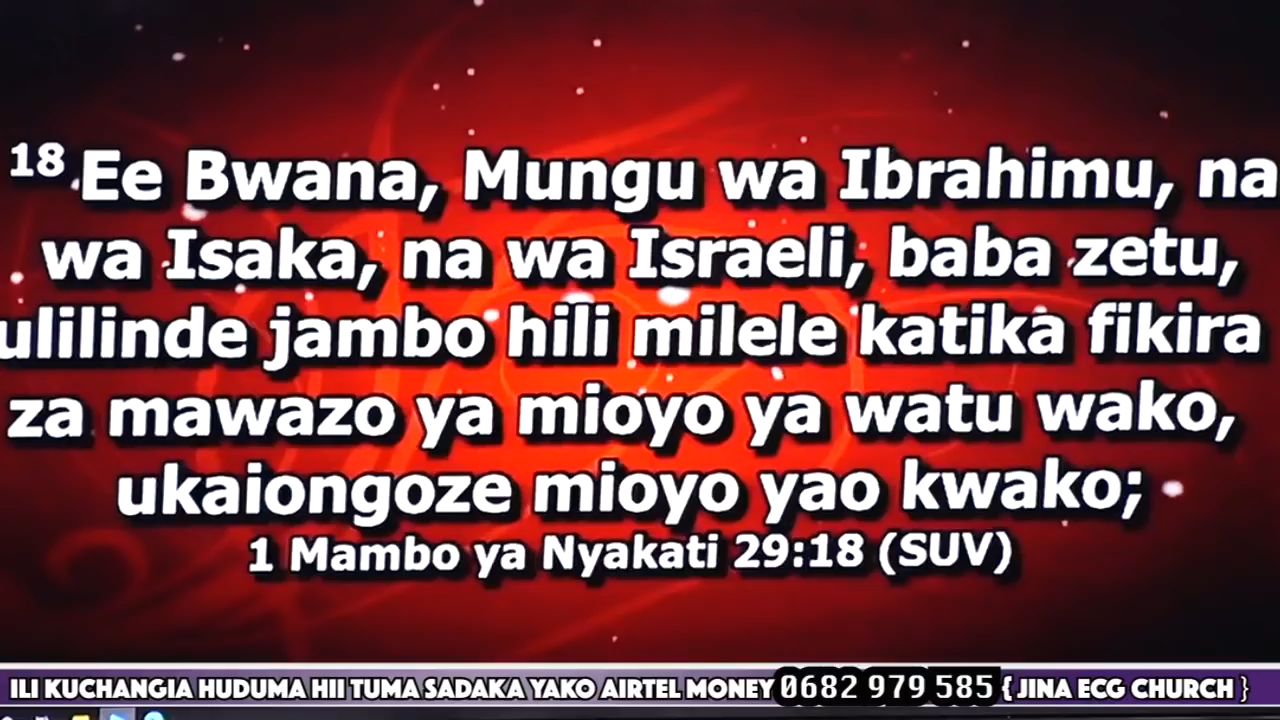 18 Ee Bwana, Mungu wa Ibrahimu, na
wa Isaka, na wa Israeli, baba zetu,
ulilinde jambo hili milele katika fikira
za mawazo ya mioyo ya watu wako,
ukaiongoze mioyo yao kwako;
1 Mambo ya Nyakati 29:18 (SUV)
ILI KUCHANGIA HUDUMA HII TUMA SADAKA YAKO AIRTEL MONEY 0682 979 585 { JINA ECG CHURCH }